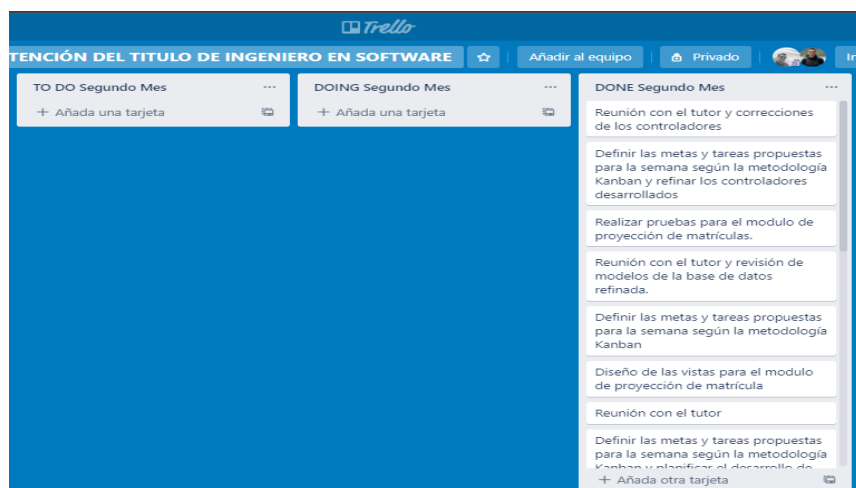 Trello
TENCIÓN DEL TITULO DE INGENIERO EN SOFTWARE
Añadir al equipo
Privado
In
TO DO Segundo Mes
+ Añada una tarjeta
DOING Segundo Mes
+ Añada una tarjeta
DONE Segundo Mes
Reunión con el tutor y correcciones
de los controladores
Definir las metas y tareas propuestas
para la semana según la metodología
Kanban y refinar los controladores
desarrollados
Realizar pruebas para el modulo de
proyección de matrículas.
Reunión con el tutor y revisión de
modelos de la base de datos
refinada.
Definir las metas y tareas propuestas
para la semana según la metodología
Kanban
Diseño de las vistas para el modulo
de proyección de matrícula
Reunión con el tutor
Definir las metas y tareas propuestas
para la semana según la metodología
Kanban y planificar el desarrollo de
+ Añada otra tarjeta